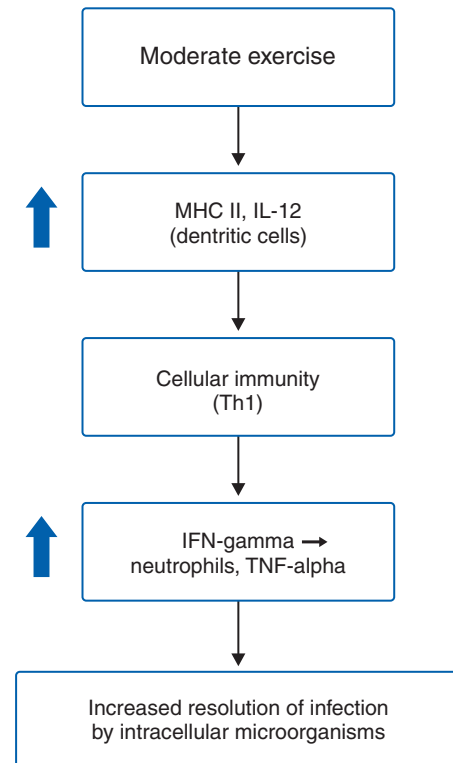 Moderate exercise
MHC II, IL-12
(dentritic cells)
Cellular immunity
(Th1)
IFN-gamma →
neutrophils, TNF-alpha
Increased resolution of infection
by intracellular microorganisms